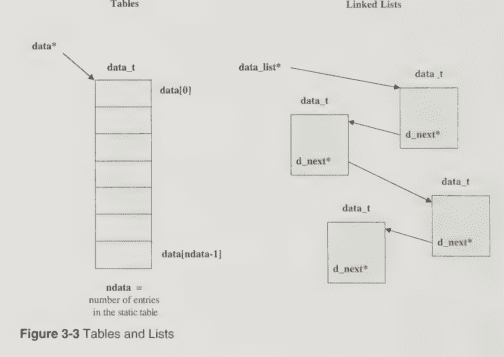 Tables
data*
data_t
data[0]
data[ndata-1]
ndata =
number of entries
in the static table
Linked Lists
data_list*
data_t
d_next*
data_t
d_next*
data_t
d_next*
data_t
d_next*
Figure 3-3 Tables and Lists